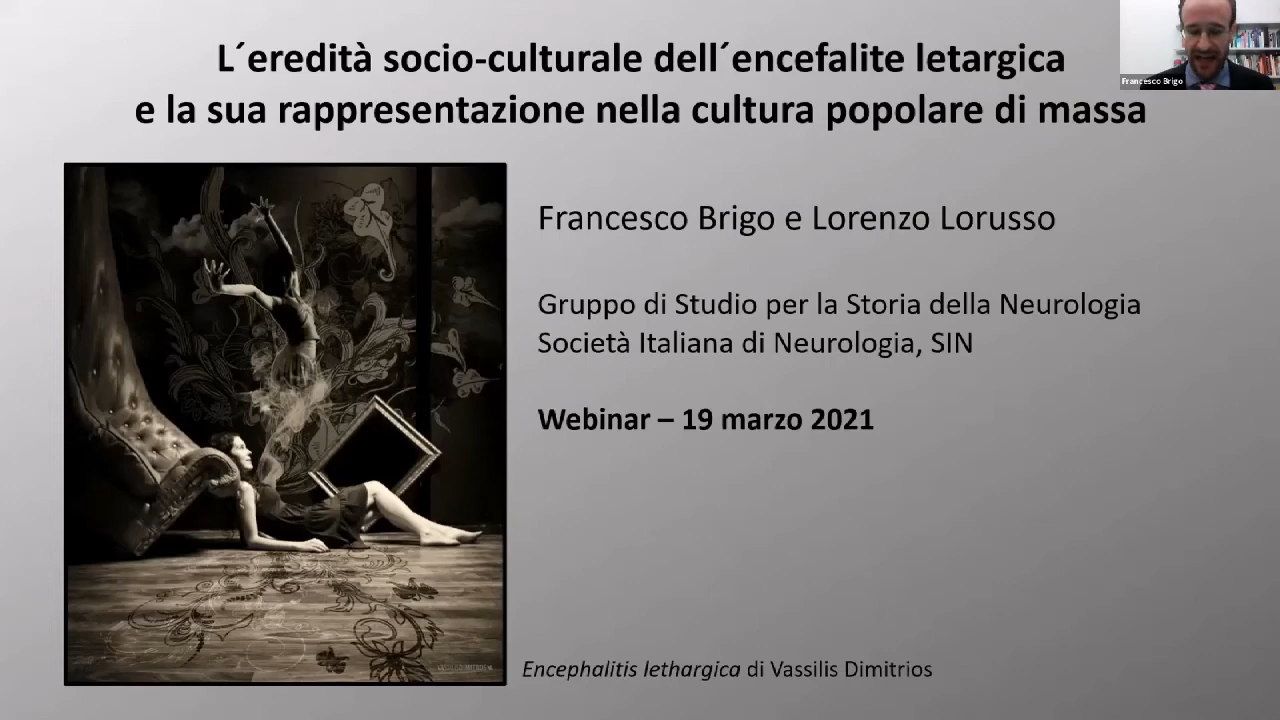 L´eredità socio-culturale dell´encefalite letargica
e la sua rappresentazione nella cultura popolare di massa
Francesco Brigo
Francesco Brigo e Lorenzo Lorusso
Gruppo di Studio per la Storia della Neurologia
Società Italiana di Neurologia, SIN
Webinar – 19 marzo 2021
Encephalitis lethargica di Vassilis Dimitrios